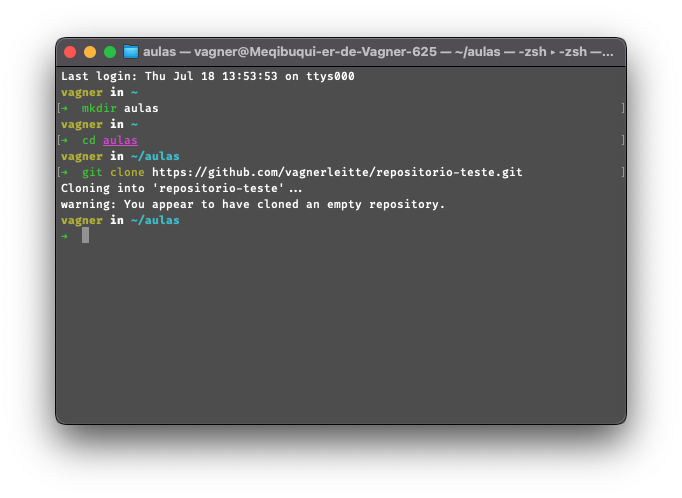 aulas — vagner@Meqibuqui-er-de-Vagner-625 — ~/aulas — -zsh ▸ -zsh —...
Last login: Thu Jul 18 13:53:53 on ttys000
vagner in ~
[➜  mkdir aulas ]
vagner in ~
[➜  cd aulas ]
vagner in ~/aulas
[➜  git clone https://github.com/vagnerleitte/repositorio-teste.git ]
Cloning into 'repositorio-teste'...
warning: You appear to have cloned an empty repository.
vagner in ~/aulas
➜